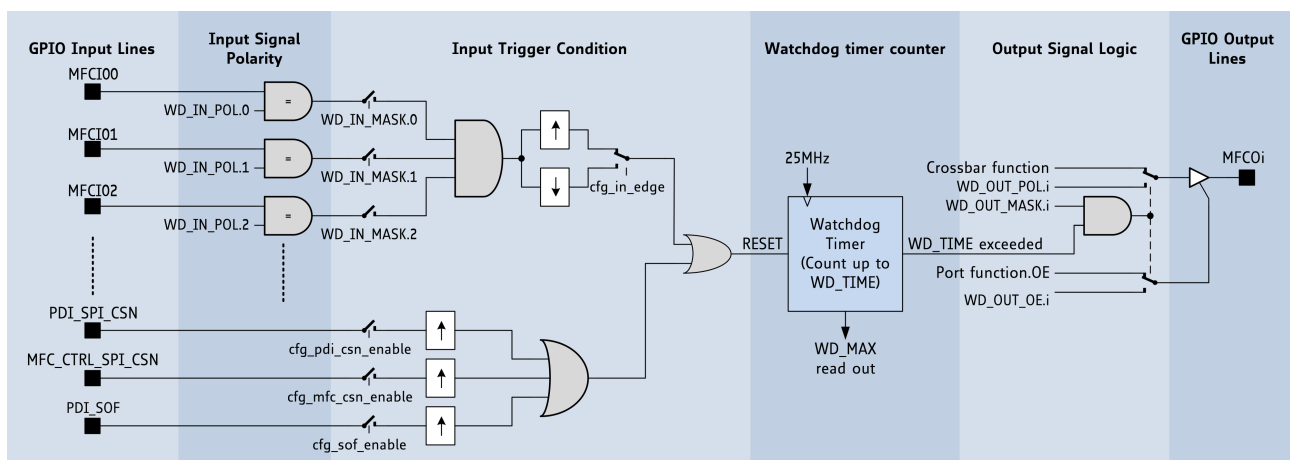 GPIO Input Lines
Input Signal
Polarity
Input Trigger Condition
Watchdog timer counter
Output Signal Logic
GPIO Output
Lines
MFCI00
WD_IN_POL.0
=
WD_IN_MASK.0
MFCI01
WD_IN_POL.1
=
WD_IN_MASK.1
MFCI02
WD_IN_POL.2
=
WD_IN_MASK.2
cfg_in_edge
PDI_SPI_CSN
cfg_pdi_csn_enable
MFC_CTRL_SPI_CSN
cfg_mfc_csn_enable
PDI_SOF
cfg_sof_enable
RESET
25MHz
Watchdog
Timer
(Count up to
WD_TIME)
WD_MAX
read out
WD_TIME exceeded
Crossbar function
WD_OUT_POL.i
WD_OUT_MASK.i
Port function.OE
WD_OUT_OE.i
MFCOi